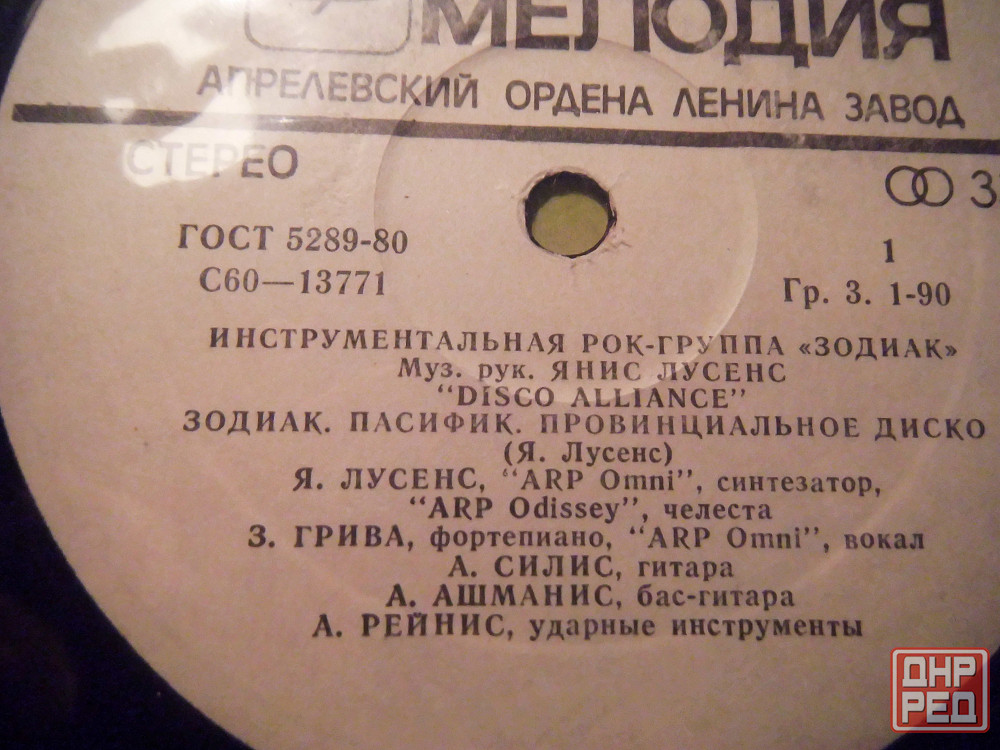 МЕЛОДИЯ
АПРЕЛЕВСКИЙ ОРДЕНА ЛЕНИНА ЗАВОД
СТЕРЕО
3
ГОСТ 5289-80
1
С60—13771
Гр. 3. 1-90
ИНСТРУМЕНТАЛЬНАЯ РОК-ГРУППА «ЗОДИАК»
Муз. рук. ЯНИС ЛУСЕНС
"DISCO ALLIANCE"
ЗОДИАК. ПАСИФИК. ПРОВИНЦИАЛЬНОЕ ДИСКО
(Я. Лусенс)
Я. ЛУСЕНС, "ARP Omni", синтезатор,
"ARP Odissey", челеста
З. ГРИВА, фортепиано, "ARP Omni", вокал
А. СИЛИС, гитара
А. АШМАНИС, бас-гитара
А. РЕЙНИС, ударные инструменты
ДНР
РЕД